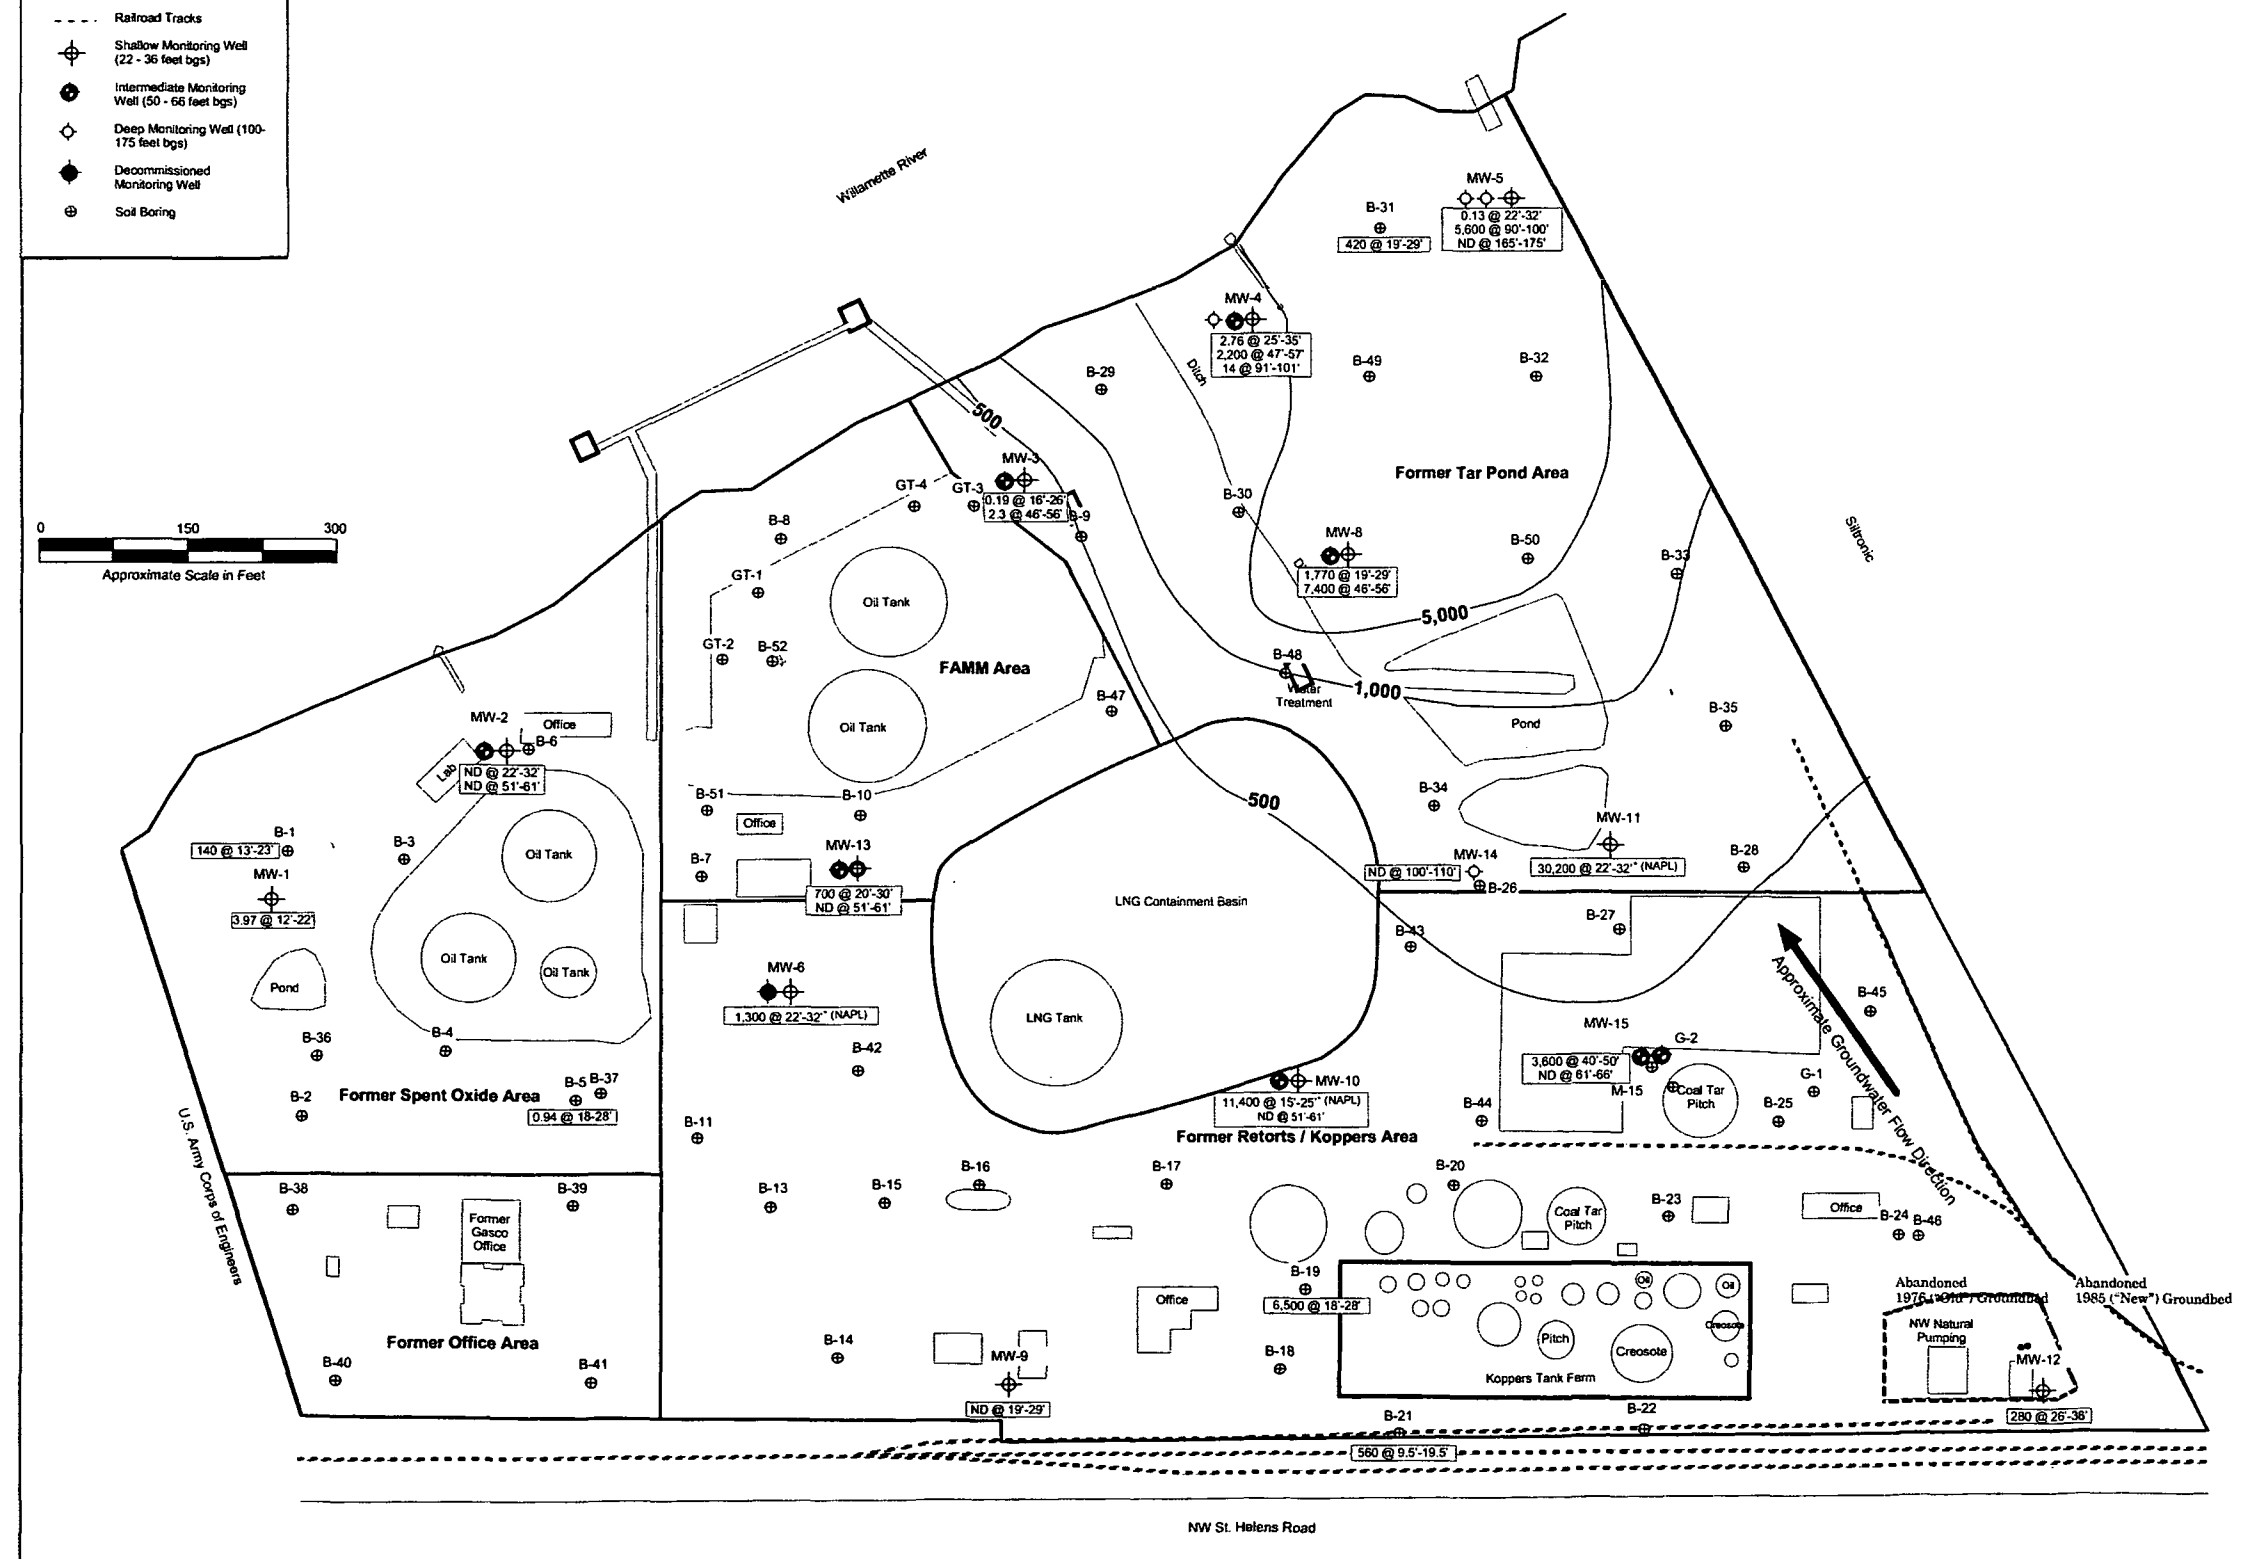 Railroad Tracks
Shallow Monitoring Well
(22 - 36 feet bgs)
Intermediate Monitoring
Well (50 - 66 feet bgs)
Deep Monitoring Well (100-
175 feet bgs)
Decommissioned
Monitoring Well
Soil Boring
Willamette River
MW-5
0.13 @ 22'-32'
5,600 @ 90'-100'
ND @ 165'-175'
B-31
420 @ 19'-29'
MW-4
2.76 @ 25'-35'
2,200 @ 47'-57'
14 @ 91'-101'
Ditch
B-29
B-49
B-32
500
Former Tar Pond Area
MW-3
0.19 @ 16'-26'
2.3 @ 46'-56'
GT-4
GT-3
B-9
B-8
B-30
MW-8
1,770 @ 19'-29'
7,400 @ 46'-56'
B-50
B-33
Siltronic
0 150 300
Approximate Scale in Feet
GT-1
Oil Tank
5,000
GT-2
B-52
FAMM Area
B-48
Water
Treatment
1,000
B-47
Oil Tank
Pond
B-35
MW-2
Office
B-6
Lab
ND @ 22'-32'
ND @ 51'-61'
B-51
B-10
Office
500
B-34
MW-11
30,200 @ 22'-32'* (NAPL)
B-1
140 @ 13'-23'
B-3
Oil Tank
B-7
MW-13
700 @ 20'-30'
ND @ 51'-61'
MW-14
ND @ 100'-110'
B-26
B-28
MW-1
3.97 @ 12'-22'
LNG Containment Basin
B-27
B-43
Pond
Oil Tank
Oil Tank
MW-6
1,300 @ 22'-32'* (NAPL)
LNG Tank
Approximate Groundwater Flow Direction
B-45
MW-15
G-2
3,600 @ 40'-50'
ND @ 61'-66'
M-15
Coal Tar
Pitch
G-1
B-36
B-4
B-42
B-2
Former Spent Oxide Area
B-5
B-37
0.94 @ 18-28'
MW-10
11,400 @ 15'-25'* (NAPL)
ND @ 51'-61'
B-44
B-25
B-11
Former Retorts / Koppers Area
U.S. Army Corps of Engineers
B-38
B-39
B-13
B-15
B-16
B-17
B-20
Coal Tar
Pitch
B-23
Office
B-24
B-46
Former
Gasco
Office
B-19
6,500 @ 18'-28'
Oil
Oil
Creosote
Abandoned
1976 ("Old") Groundbed
Abandoned
1985 ("New") Groundbed
Office
NW Natural
Pumping
Former Office Area
B-14
Pitch
Creosote
B-40
B-41
MW-9
ND @ 19'-29'
B-18
Koppers Tank Farm
MW-12
280 @ 26'-36'
B-21
560 @ 9.5'-19.5'
B-22
NW St. Helens Road